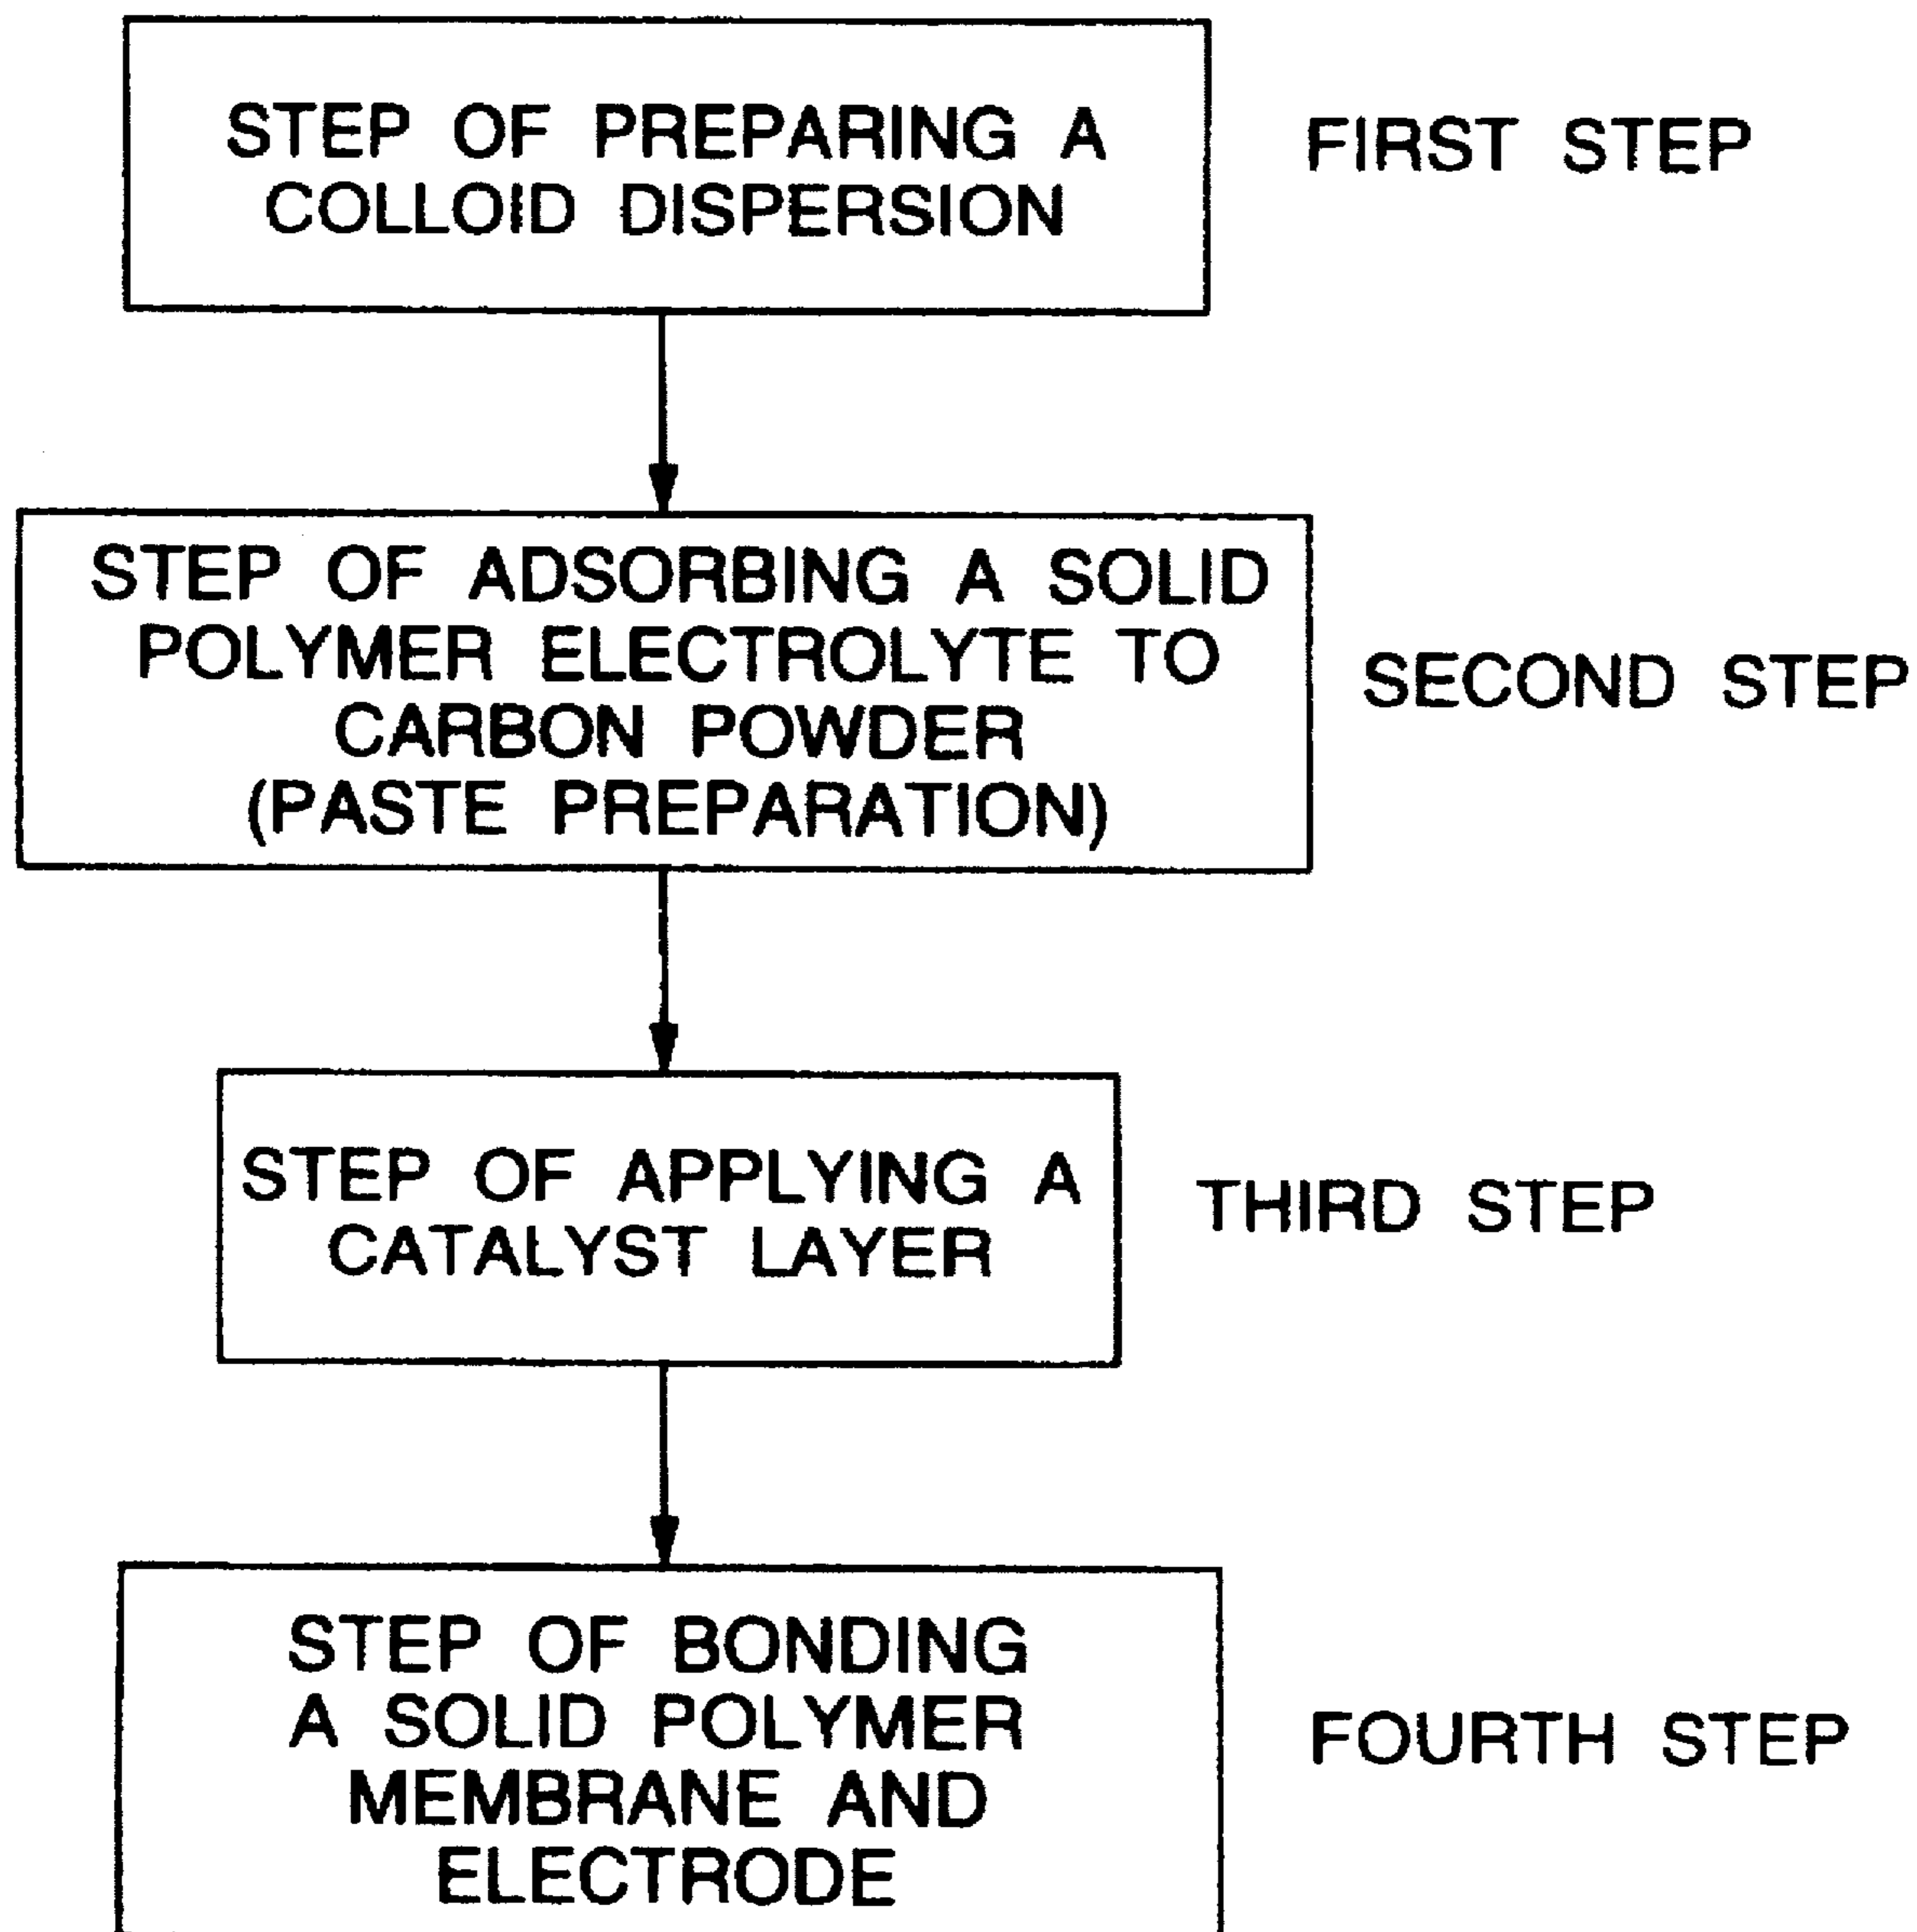 STEP OF PREPARING A
COLLOID DISPERSION
FIRST STEP
STEP OF ADSORBING A SOLID
POLYMER ELECTROLYTE TO
CARBON POWDER
(PASTE PREPARATION)
SECOND STEP
STEP OF APPLYING A
CATALYST LAYER
THIRD STEP
STEP OF BONDING
A SOLID POLYMER
MEMBRANE AND
ELECTRODE
FOURTH STEP